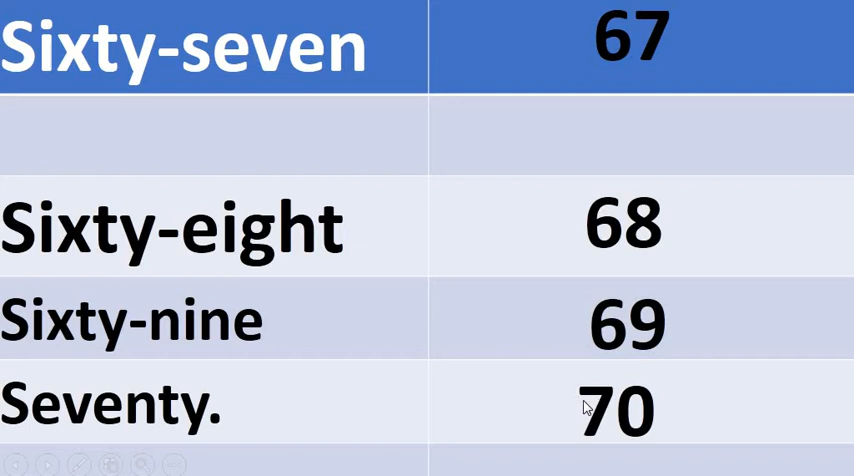 Sixty-seven 67
Sixty-eight 68
Sixty-nine 69
Seventy. 70